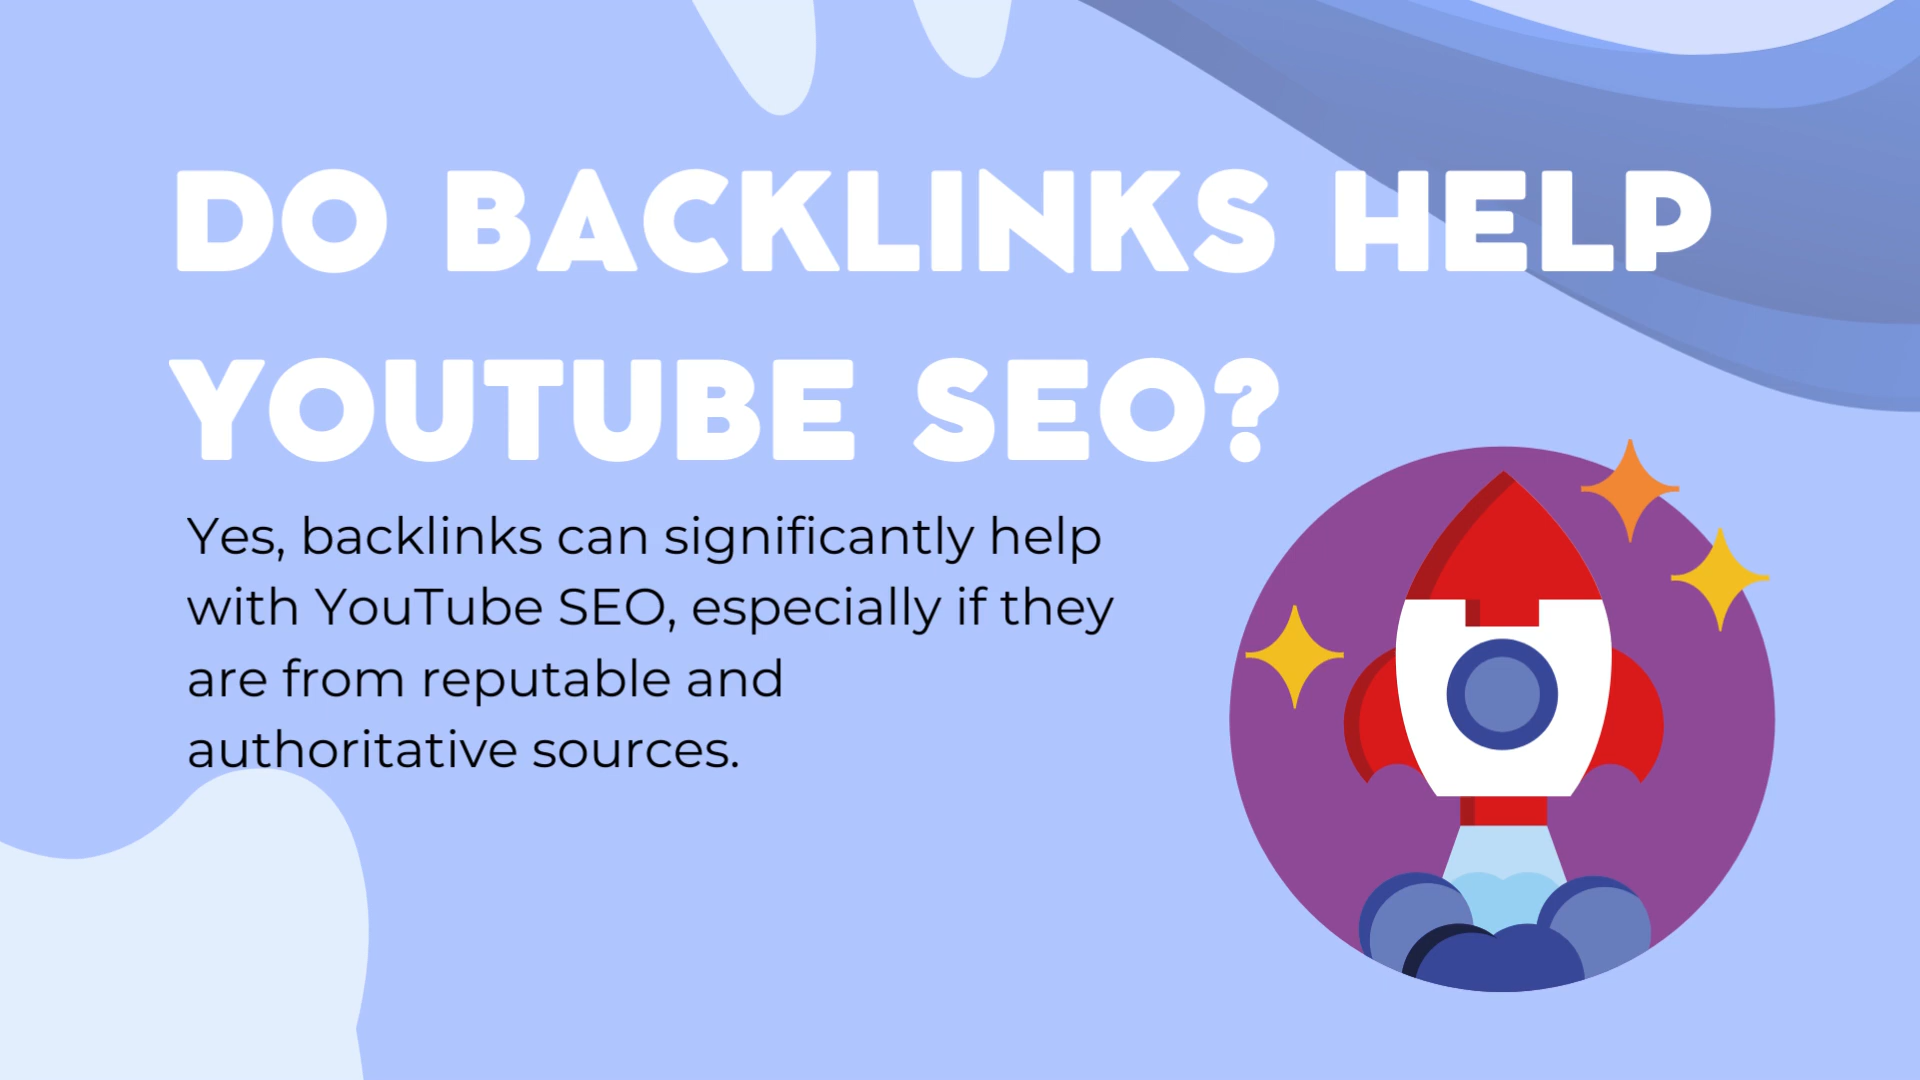 DO BACKLINKS HELP
YOUTUBE SEO?
Yes, backlinks can significantly help
with YouTube SEO, especially if they
are from reputable and
authoritative sources.